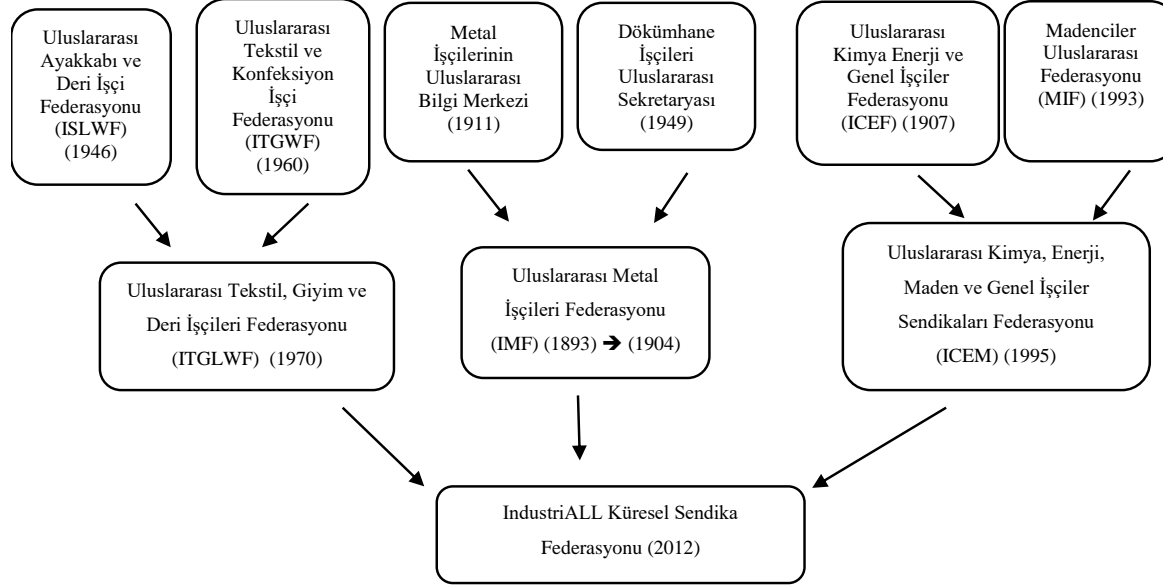 Uluslararası
Ayakkabı ve
Deri İşçi
Federasyonu
(ISLWF)
(1946)
Uluslararası
Tekstil ve
Konfeksiyon
İşçi
Federasyonu
(ITGWF)
(1960)
Metal
İşçilerinin
Uluslararası
Bilgi Merkezi
(1911)
Dökümhane
İşçileri
Uluslararası
Sekretaryası
(1949)
Uluslararası
Kimya Enerji ve
Genel İşçiler
Federasyonu
(ICEF) (1907)
Madenciler
Uluslararası
Federasyonu
(MIF) (1993)
Uluslararası Tekstil, Giyim ve
Deri İşçileri Federasyonu
(ITGLWF) (1970)
Uluslararası Metal
İşçileri Federasyonu
(IMF) (1893) ➔ (1904)
Uluslararası Kimya, Enerji,
Maden ve Genel İşçiler
Sendikaları Federasyonu
(ICEM) (1995)
IndustriALL Küresel Sendika
Federasyonu (2012)